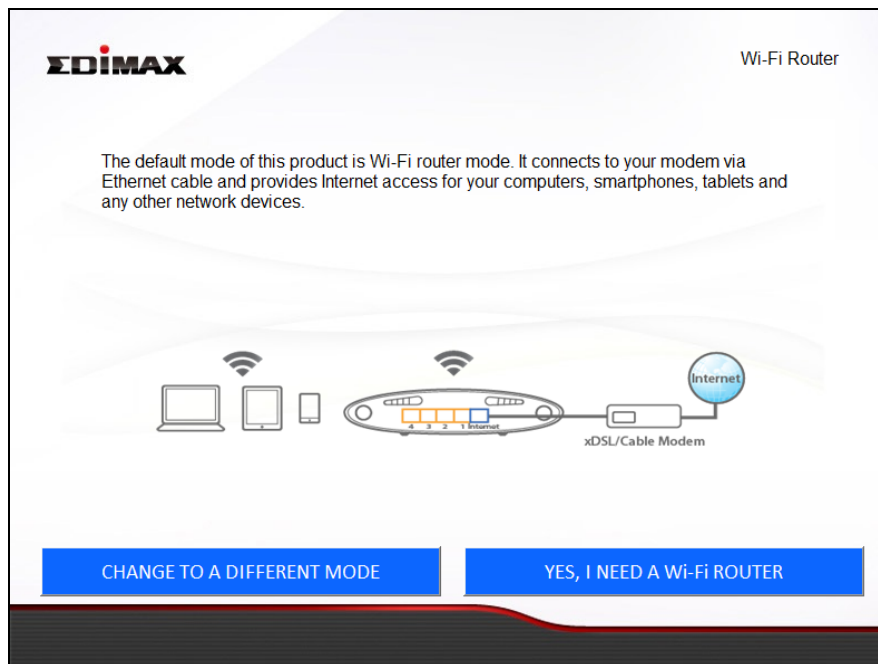 EDiMAX
Wi-Fi Router
The default mode of this product is Wi-Fi router mode. It connects to your modem via
Ethernet cable and provides Internet access for your computers, smartphones, tablets and
any other network devices.
Internet
4 3 2 1 Internet
xDSL/Cable Modem
CHANGE TO A DIFFERENT MODE
YES, I NEED A Wi-Fi ROUTER